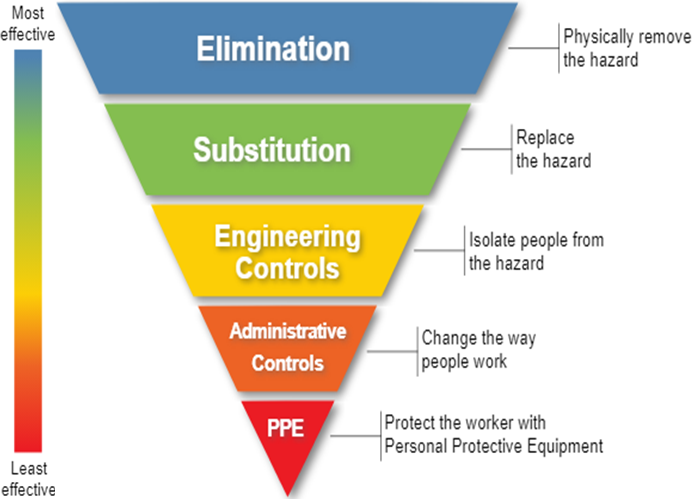 Most
effective
Elimination
Physically remove
the hazard
Substitution
Replace
the hazard
Engineering
Controls
Isolate people from
the hazard
Administrative
Controls
Change the way
people work
PPE
Protect the worker with
Personal Protective Equipment
Least
effective